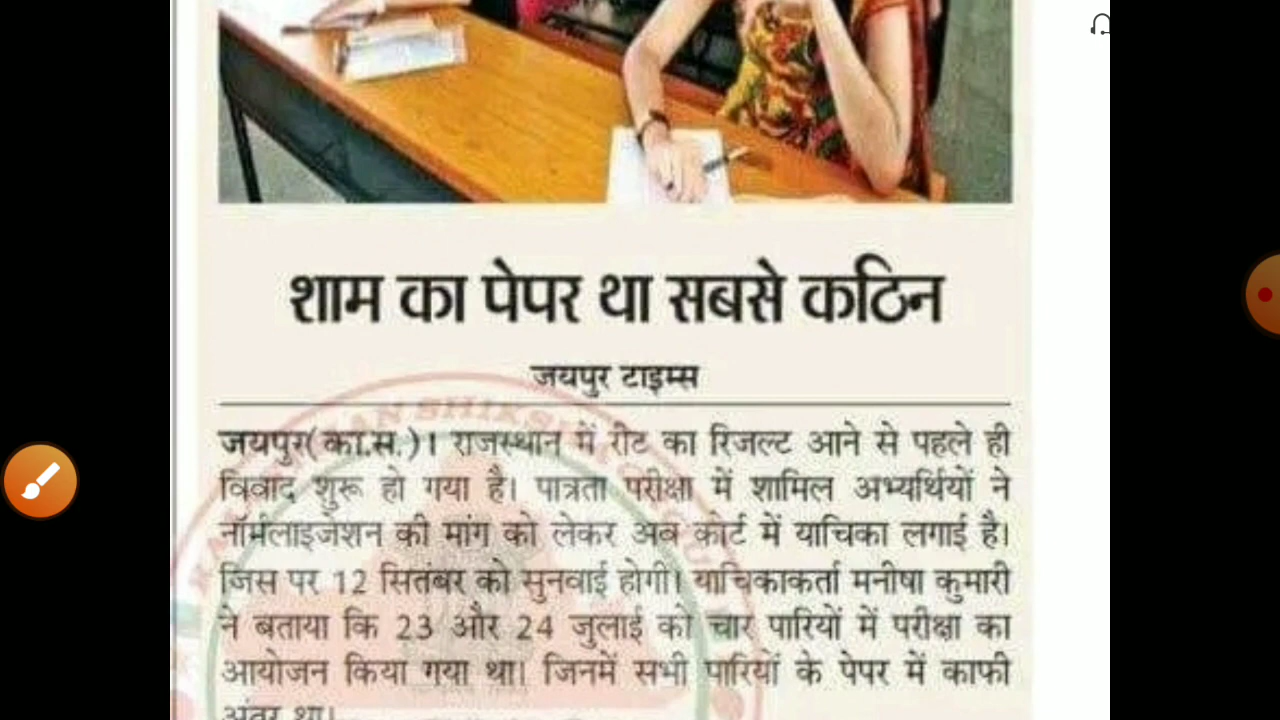 शाम का पेपर था सबसे कठिन
जयपुर टाइम्स
जयपुर(का.स.)। राजस्थान में रीट का रिजल्ट आने से पहले ही
विवाद शुरू हो गया है। पात्रता परीक्षा में शामिल अभ्यर्थियों ने
नॉर्मलाइजेशन की मांग को लेकर अब कोर्ट में याचिका लगाई है।
जिस पर 12 सितंबर को सुनवाई होगी। याचिकाकर्ता मनीषा कुमारी
ने बताया कि 23 और 24 जुलाई को चार पारियों में परीक्षा का
आयोजन किया गया था। जिनमें सभी पारियों के पेपर में काफी
अंतर था।